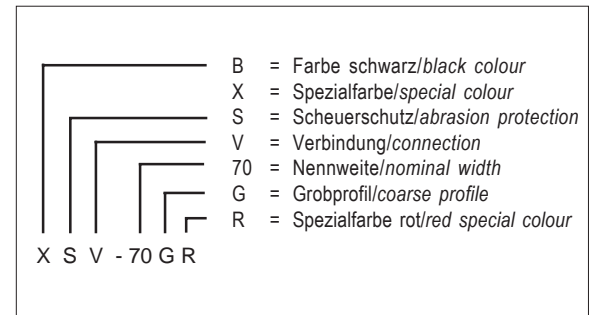 B = Farbe schwarz/black colour
X = Spezialfarbe/special colour
S = Scheuerschutz/abrasion protection
V = Verbindung/connection
70 = Nennweite/nominal width
G = Grobprofil/coarse profile
R = Spezialfarbe rot/red special colour
X S V - 70 G R